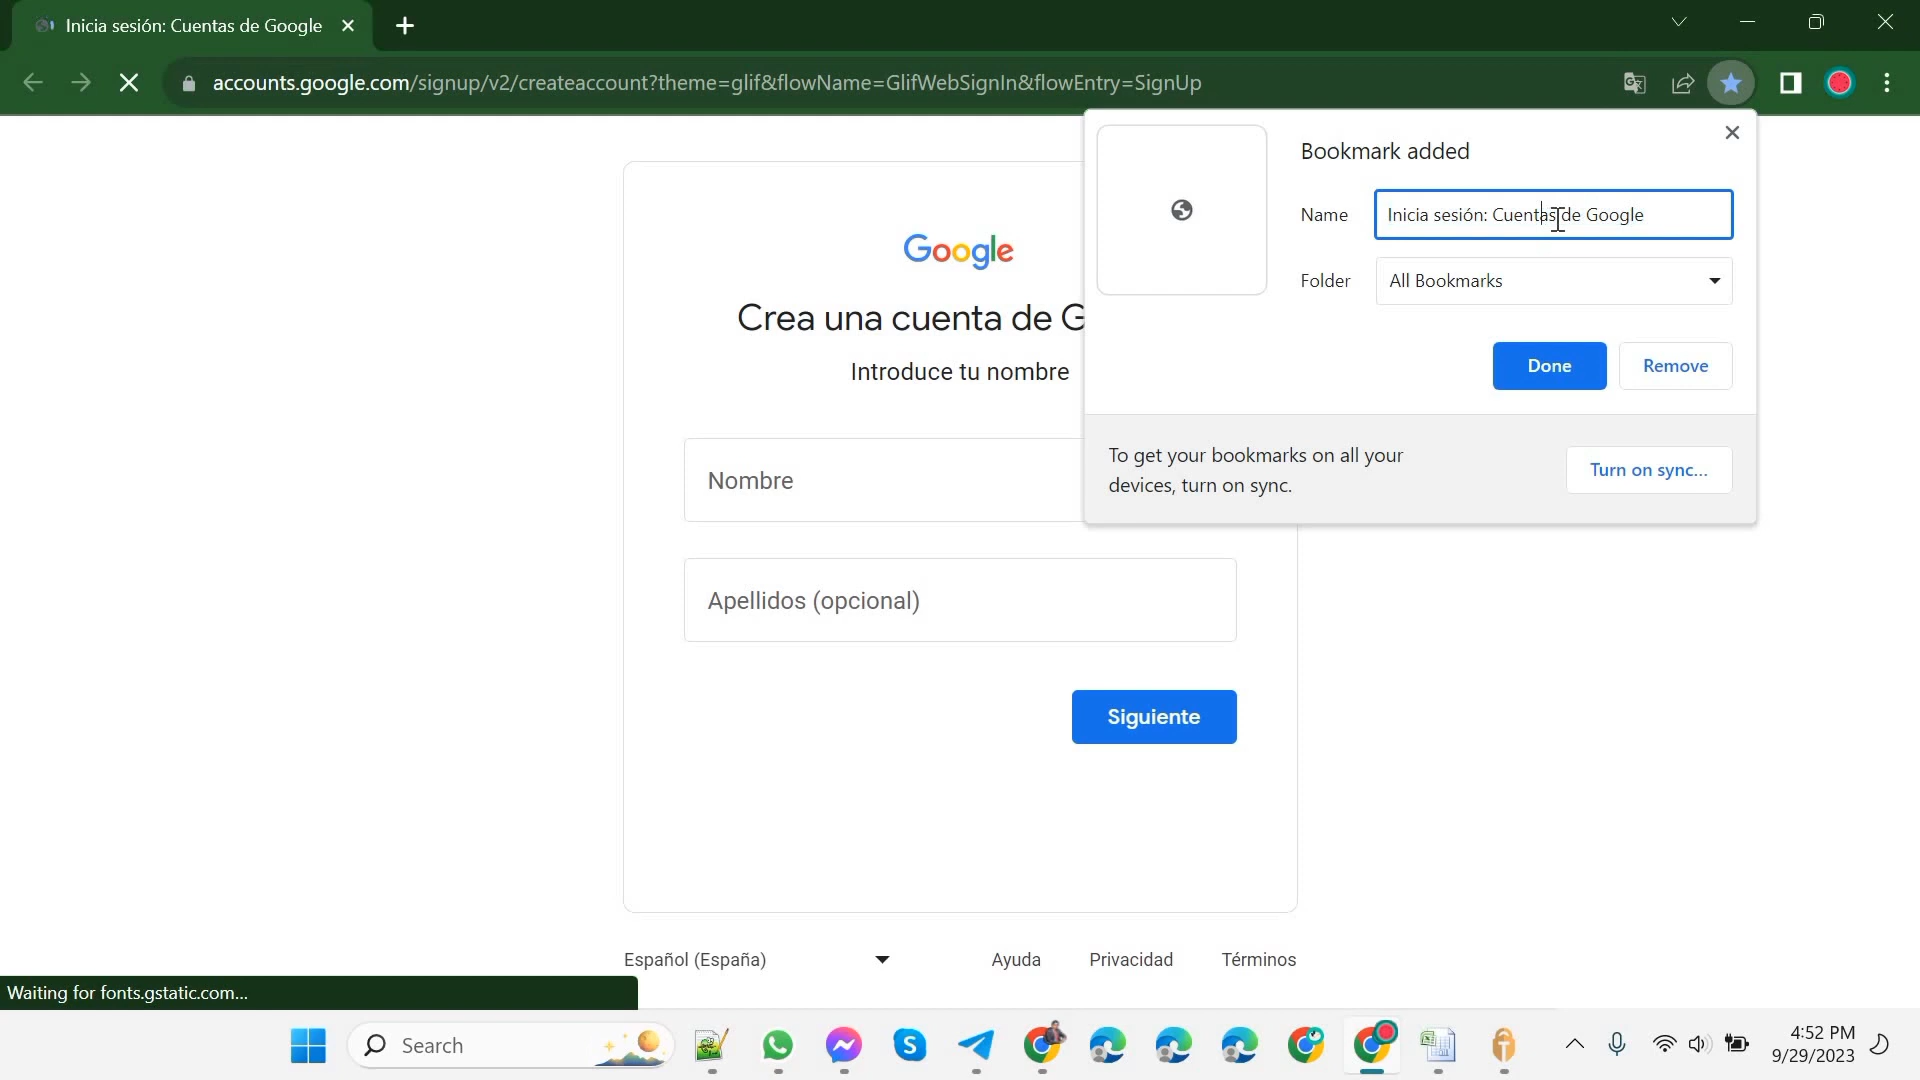 Inicia sesión: Cuentas de Google
accounts.google.com/signup/v2/createaccount?theme=glif&flowName=GlifWebSignIn&flowEntry=SignUp
Bookmark added
Name
Inicia sesión: Cuentas de Google
Folder
All Bookmarks
Done
Remove
To get your bookmarks on all your
devices, turn on sync.
Turn on sync...
Google
Crea una cuenta de G
Introduce tu nombre
Nombre
Apellidos (opcional)
Siguiente
Español (España)
Ayuda
Privacidad
Términos
Waiting for fonts.gstatic.com...
Search
4:52 PM
9/29/2023